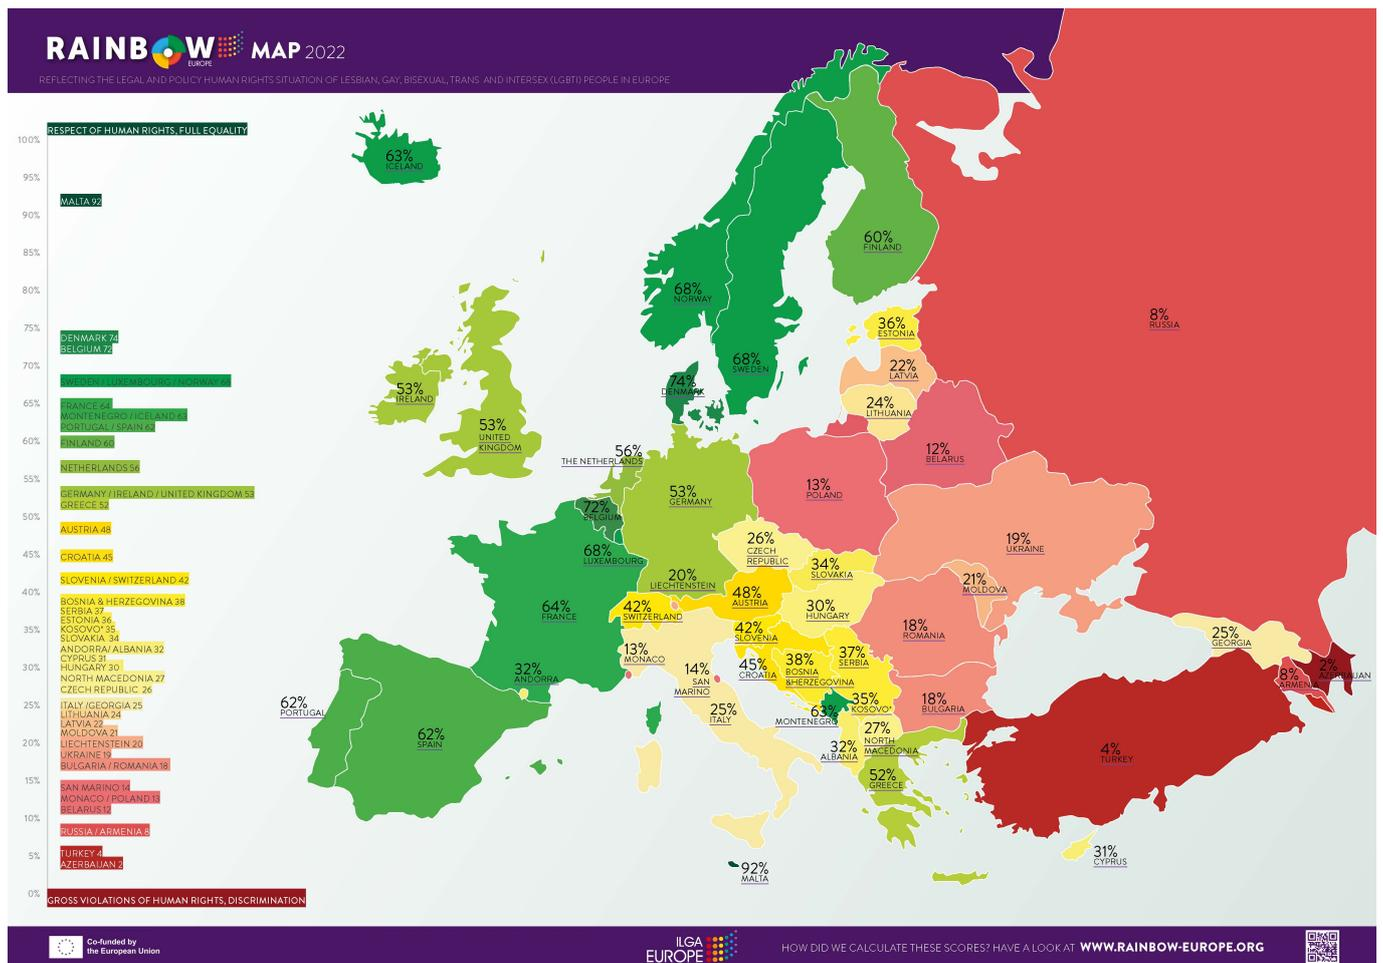 RAINBOW EUROPE MAP 2022
REFLECTING THE LEGAL AND POLICY HUMAN RIGHTS SITUATION OF LESBIAN, GAY, BISEXUAL, TRANS AND INTERSEX (LGBTI) PEOPLE IN EUROPE
RESPECT OF HUMAN RIGHTS, FULL EQUALITY
100%
95%
MALTA 92
90%
85%
80%
75%
DENMARK 74
BELGIUM 72
70%
SWEDEN / LUXEMBOURG / NORWAY 68
65%
FRANCE 64
MONTENEGRO / ICELAND 63
PORTUGAL / SPAIN 62
60%
FINLAND 60
NETHERLANDS 56
55%
GERMANY / IRELAND / UNITED KINGDOM 53
GREECE 52
50%
AUSTRIA 48
45%
CROATIA 45
SLOVENIA / SWITZERLAND 42
40%
BOSNIA & HERZEGOVINA 38
SERBIA 37
ESTONIA 36
KOSOVO* 35
35%
SLOVAKIA 34
ANDORRA/ ALBANIA 32
CYPRUS 31
HUNGARY 30
30%
NORTH MACEDONIA 27
CZECH REPUBLIC 26
25%
ITALY /GEORGIA 25
LITHUANIA 24
LATVIA 22
MOLDOVA 21
LIECHTENSTEIN 20
20%
UKRAINE 19
BULGARIA / ROMANIA 18
15%
SAN MARINO 14
MONACO / POLAND 13
BELARUS 12
10%
RUSSIA / ARMENIA 8
5%
TURKEY 4
AZERBAIJAN 2
0%
GROSS VIOLATIONS OF HUMAN RIGHTS, DISCRIMINATION
63%
ICELAND
60%
FINLAND
68%
NORWAY
68%
SWEDEN
8%
RUSSIA
36%
ESTONIA
22%
LATVIA
24%
LITHUANIA
74%
DENMARK
53%
IRELAND
53%
UNITED
KINGDOM
56%
THE NETHERLANDS
12%
BELARUS
13%
POLAND
53%
GERMANY
72%
BELGIUM
68%
LUXEMBOURG
26%
CZECH
REPUBLIC
19%
UKRAINE
34%
SLOVAKIA
20%
LIECHTENSTEIN
21%
MOLDOVA
48%
AUSTRIA
30%
HUNGARY
64%
FRANCE
42%
SWITZERLAND
18%
ROMANIA
42%
SLOVENIA
25%
GEORGIA
13%
MONACO
37%
SERBIA
38%
BOSNIA
&HERZEGOVINA
45%
CROATIA
32%
ANDORRA
14%
SAN
MARINO
2%
AZERBAIJAN
8%
ARMENIA
35%
KOSOVO*
18%
BULGARIA
62%
PORTUGAL
25%
ITALY
63%
MONTENEGRO
62%
SPAIN
27%
NORTH
MACEDONIA
32%
ALBANIA
4%
TURKEY
52%
GREECE
31%
CYPRUS
92%
MALTA
Co-funded by
the European Union
ILGA
EUROPE
HOW DID WE CALCULATE THESE SCORES? HAVE A LOOK AT WWW.RAINBOW-EUROPE.ORG